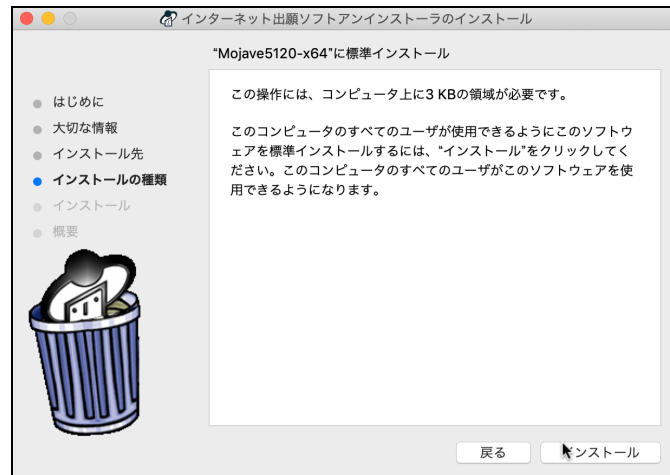 インターネット出願ソフトアンインストーラのインストール
“Mojave5120-x64”に標準インストール
はじめに
大切な情報
インストール先
インストールの種類
インストール
概要
この操作には、コンピュータ上に3 KBの領域が必要です。
このコンピュータのすべてのユーザが使用できるようにこのソフトウ
ェアを標準インストールするには、“インストール”をクリックしてく
ださい。このコンピュータのすべてのユーザがこのソフトウェアを使
用できるようになります。
戻る
インストール